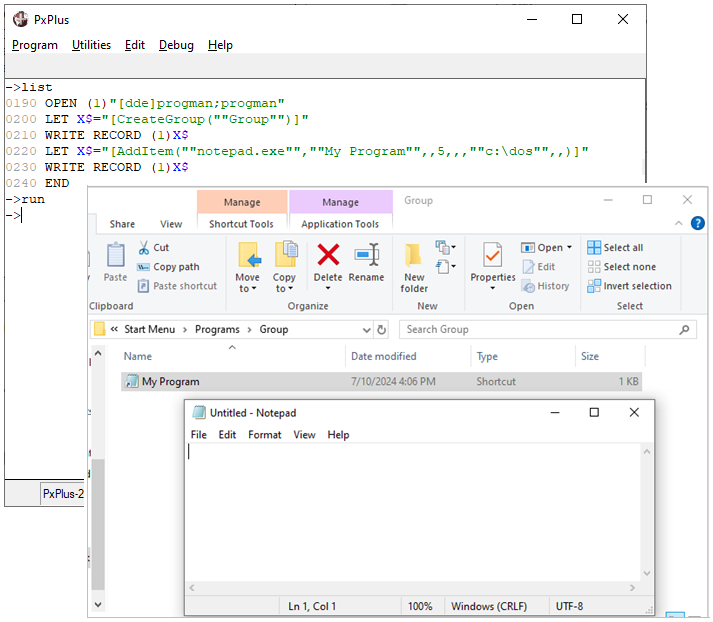 PxPlus
Program Utilities Edit Debug Help
->list
0190 OPEN (1)"[dde]progman;progman"
0200 LET X$="[CreateGroup(""Group"")]"
0210 WRITE RECORD (1)X$
0220 LET X$="[AddItem(""notepad.exe"",""My Program"",,5,,,""c:\dos"",,)]"
0230 WRITE RECORD (1)X$
0240 END
->run
->
PxPlus-2
Manage Manage Group
Share View Shortcut Tools Application Tools
Paste
Cut
Copy path
Paste shortcut
Clipboard
Move to
Copy to
Delete
Rename
Organize
New folder
New
Properties
Open
Edit
History
Open
Select all
Select none
Invert selection
Select
« Start Menu > Programs > Group
Search Group
Name Date modified Type Size
My Program 7/10/2024 4:06 PM Shortcut 1 KB
Untitled - Notepad
File Edit Format View Help
Ln 1, Col 1 100% Windows (CRLF) UTF-8